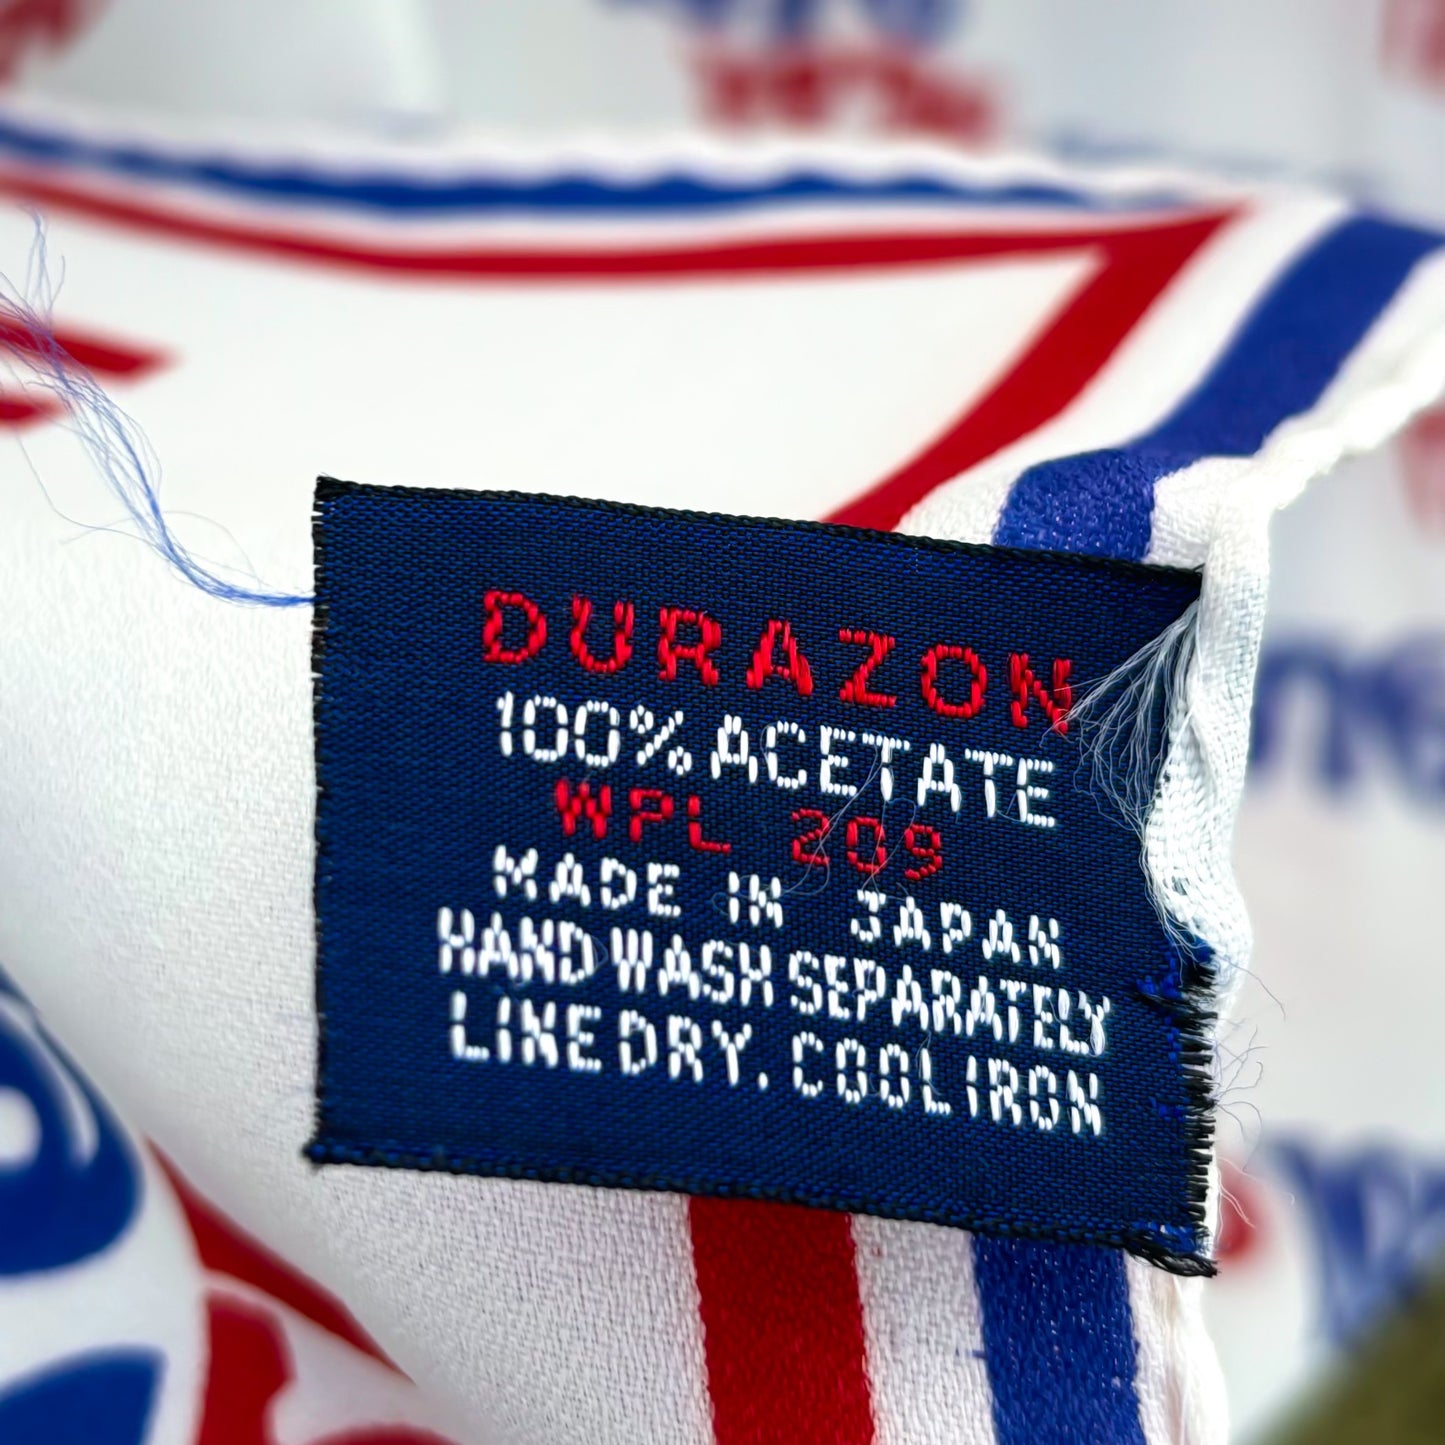 DURAZON
100% ACETATE
WPL 209
MADE IN JAPAN
HAND WASH SEPARATELY
LINE DRY. COOL IRON